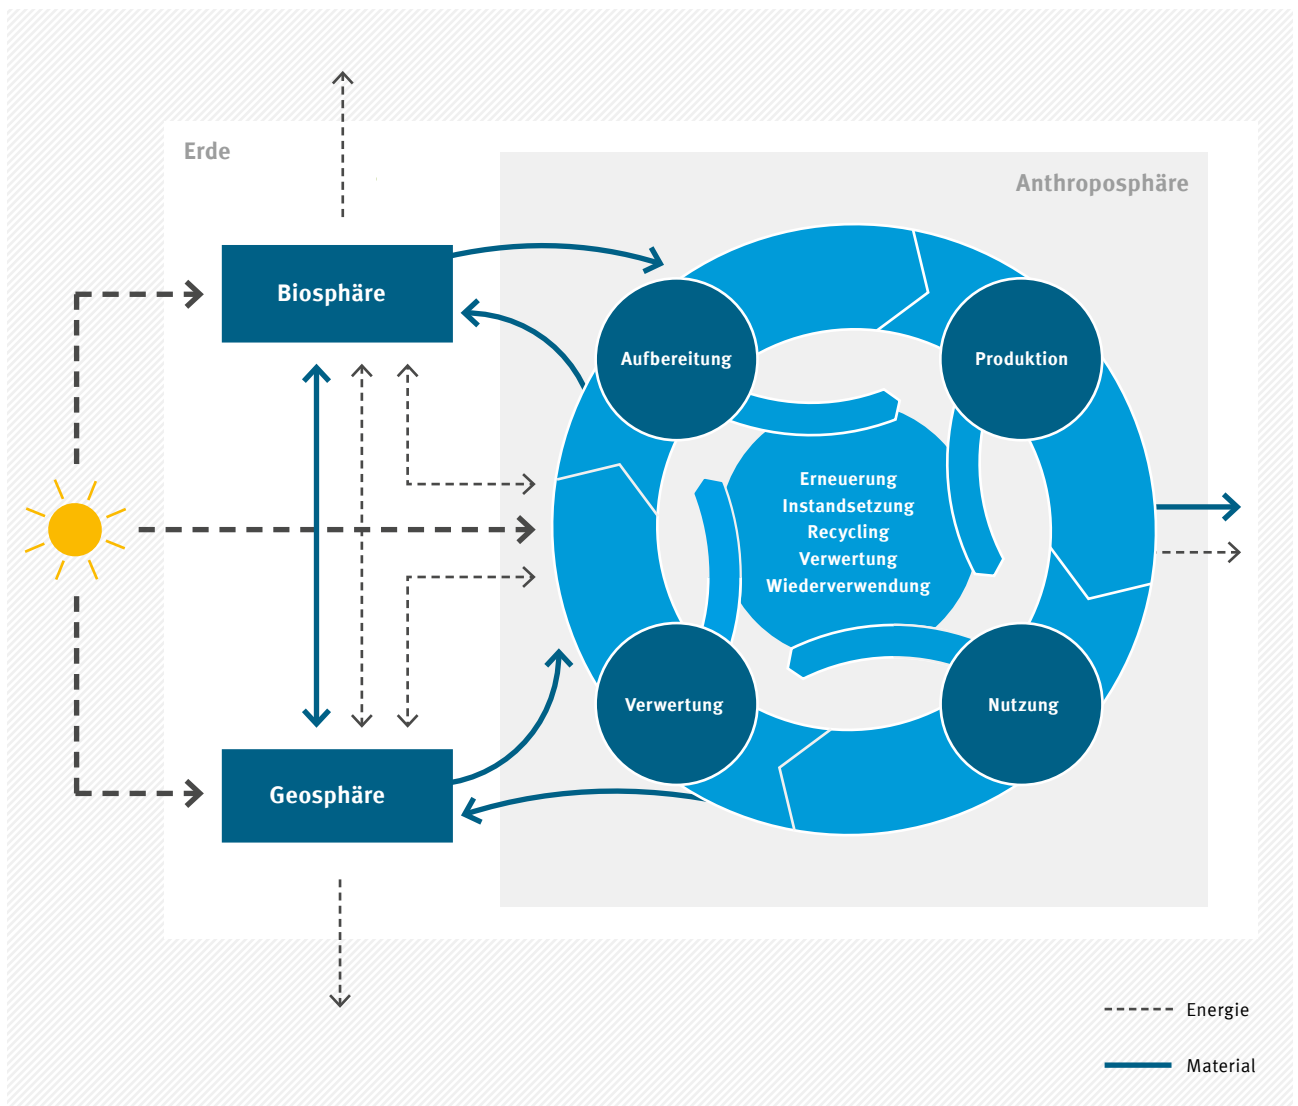 Erde
Anthroposphäre
Biosphäre
Aufbereitung
Produktion
Erneuerung
Instandsetzung
Recycling
Verwertung
Wiederverwendung
Verwertung
Nutzung
Geosphäre
Energie
Material